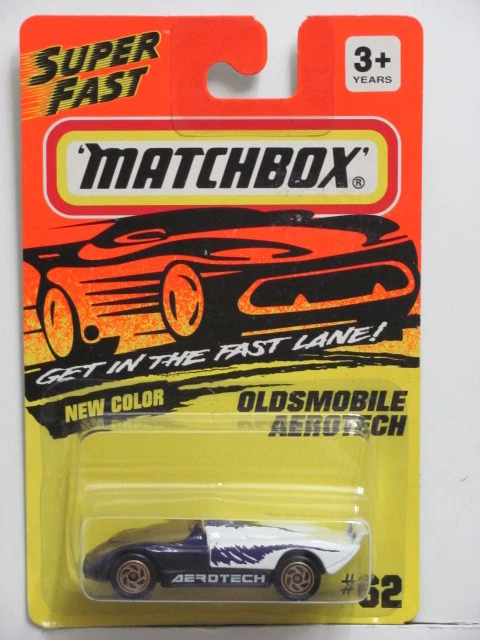 SUPER
FAST
3+
YEARS
'MATCHBOX'®
GET IN THE FAST LANE!
NEW COLOR
OLDSMOBILE
AEROTECH
AEROTECH
#62